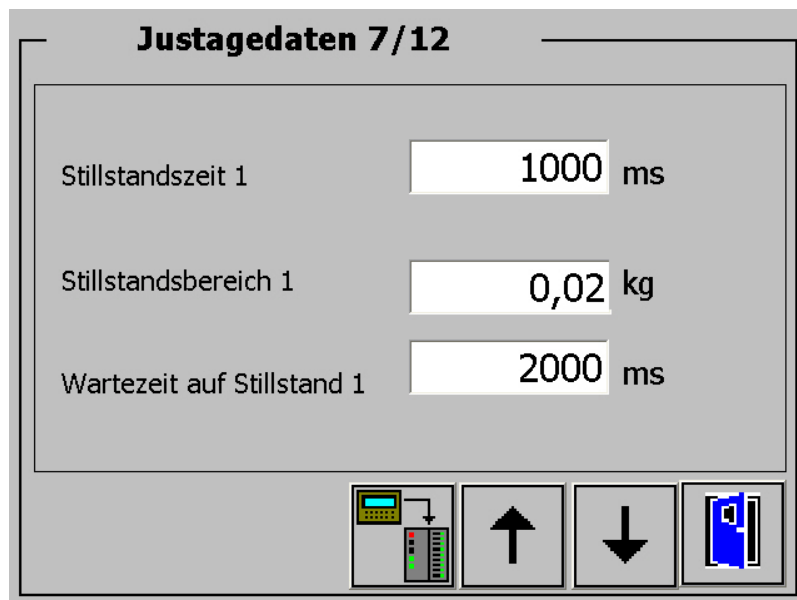 Justagedaten 7/12
Stillstandszeit 1 1000 ms
Stillstandsbereich 1 0,02 kg
Wartezeit auf Stillstand 1 2000 ms